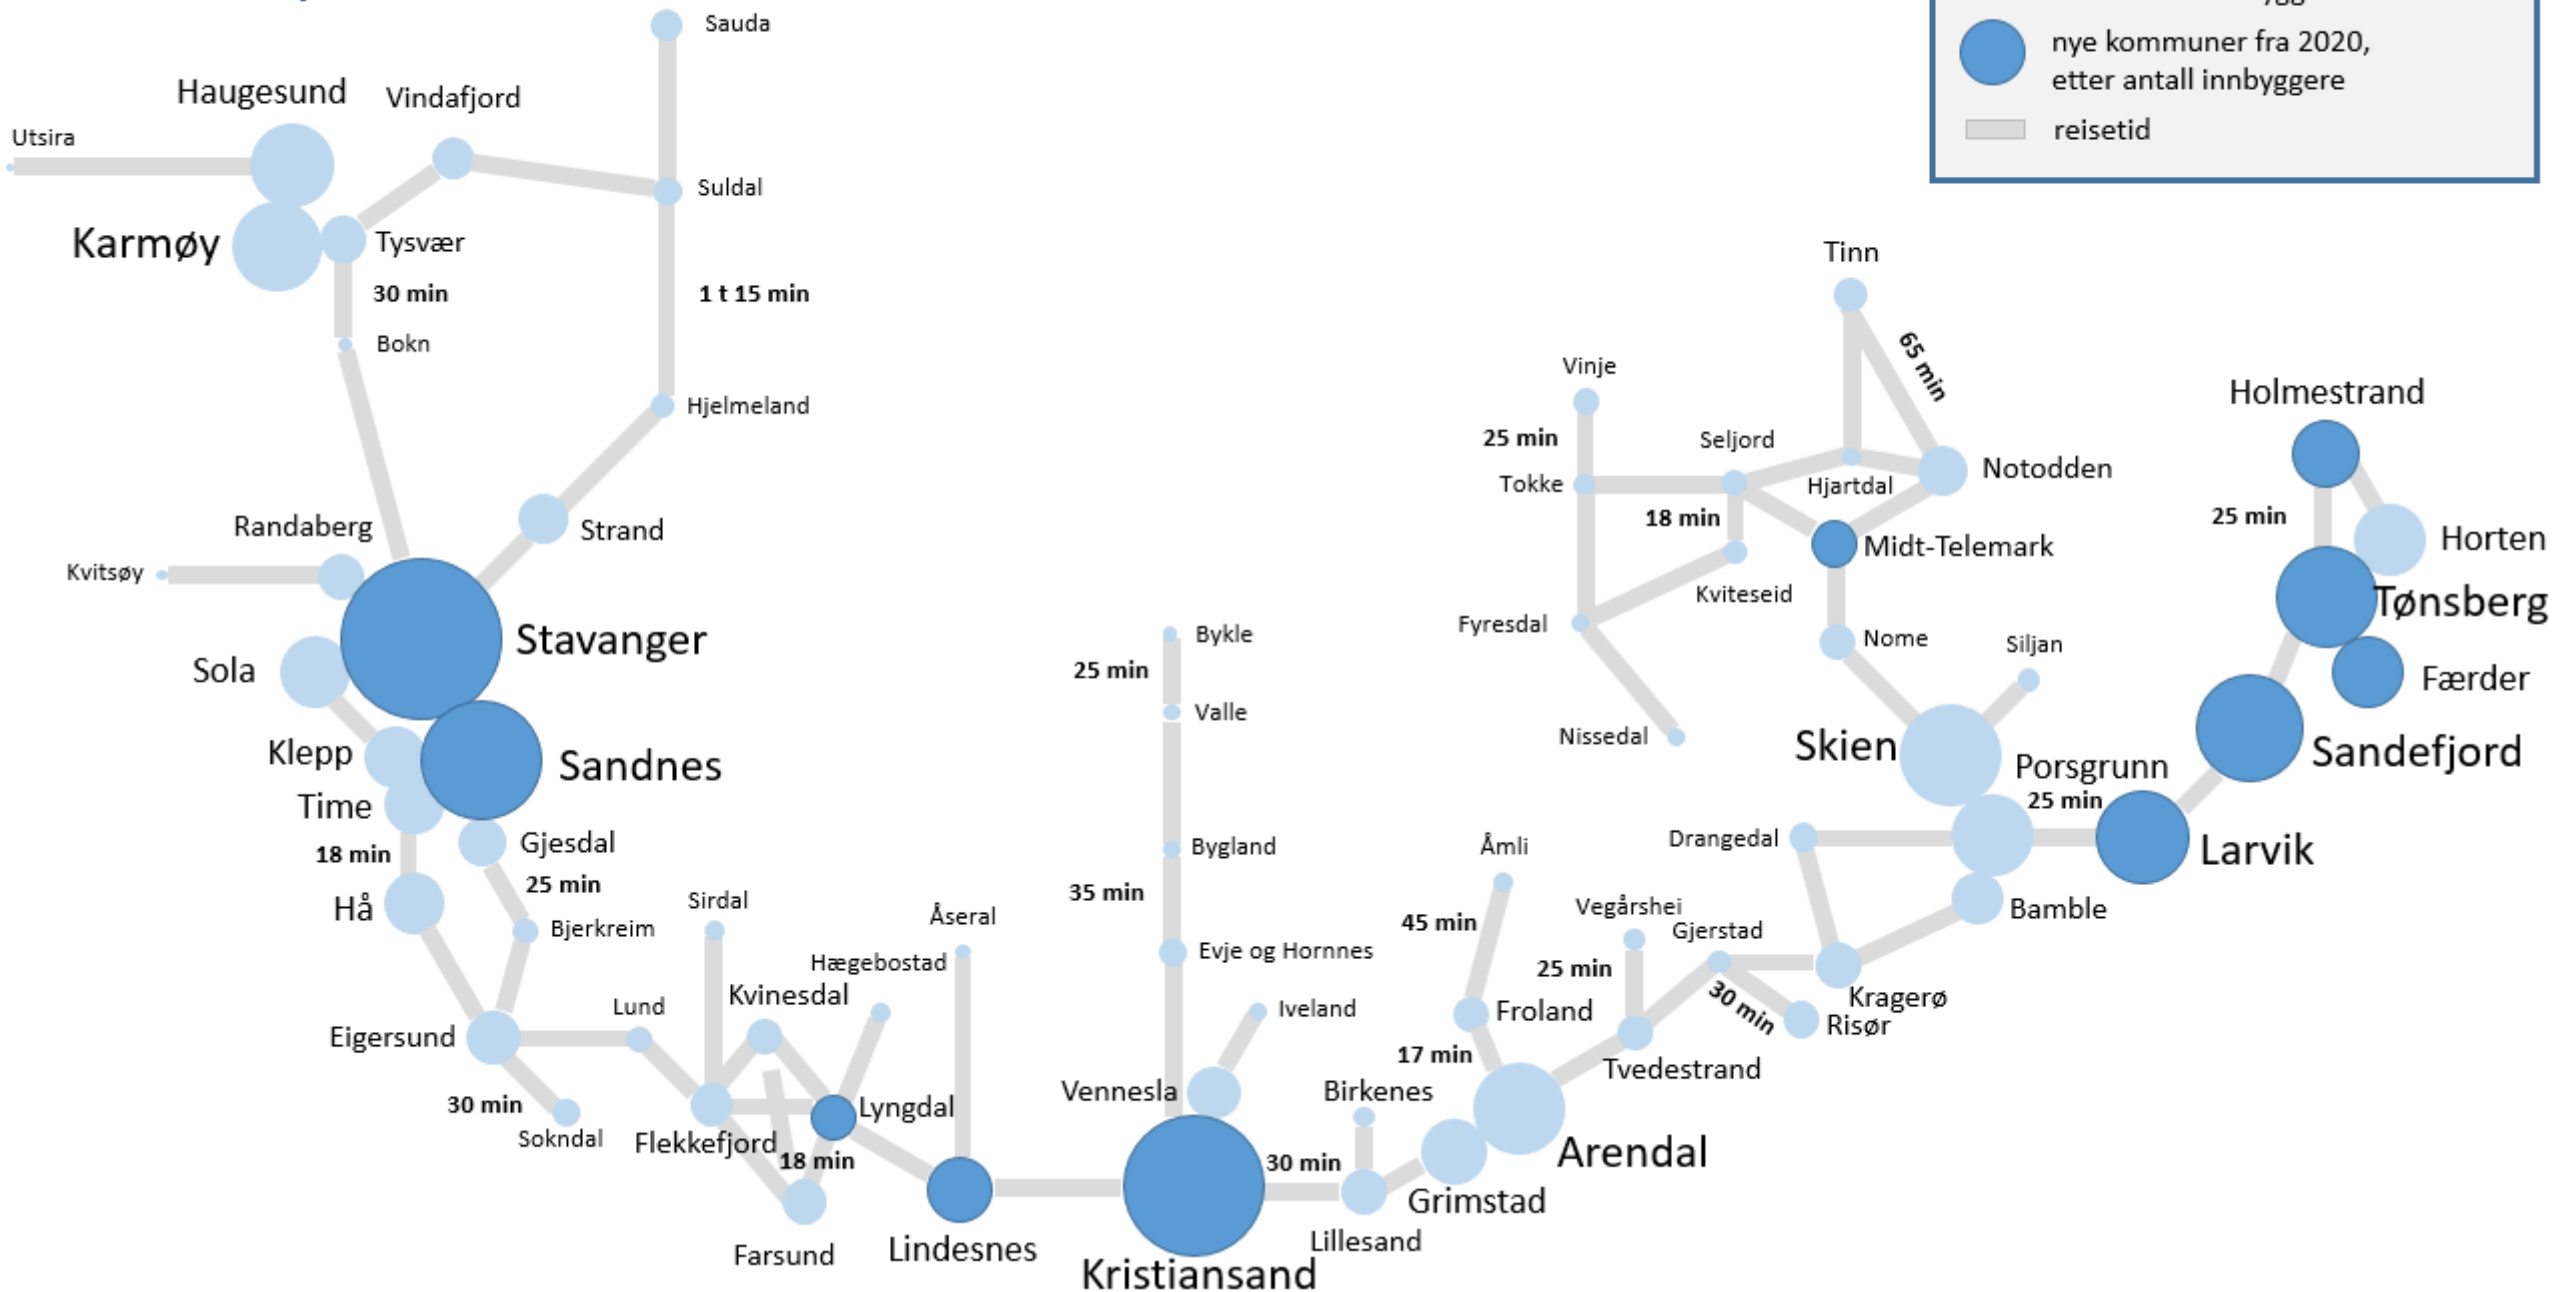 nye kommuner fra 2020,
etter antall innbyggere
reisetid
Sauda
Haugesund
Vindafjord
Utsira
Suldal
Karmøy
Tysvær
30 min
1 t 15 min
Bokn
Hjelmeland
Randaberg
Strand
Kvitsøy
Stavanger
Sola
Klepp
Sandnes
Time
18 min
Gjesdal
25 min
Hå
Bjerkreim
Eigersund
Lund
30 min
Sokndal
Sirdal
Kvinesdal
Hægebostad
Åseral
Flekkefjord
Lyngdal
18 min
Farsund
Lindesnes
Bykle
25 min
Valle
Bygland
35 min
Evje og Hornnes
Iveland
Vennesla
Kristiansand
30 min
Birkenes
Lillesand
Grimstad
Arendal
Åmli
45 min
Froland
17 min
Vegårshei
25 min
Gjerstad
30 min
Tvedestrand
Kragerø
Risør
Tinn
65 min
Vinje
25 min
Seljord
Tokke
Hjartdal
Notodden
18 min
Midt-Telemark
Kviteseid
Fyresdal
Nome
Siljan
Nissedal
Skien
Porsgrunn
25 min
Drangedal
Larvik
Bamble
Holmestrand
25 min
Horten
Tønsberg
Færder
Sandefjord